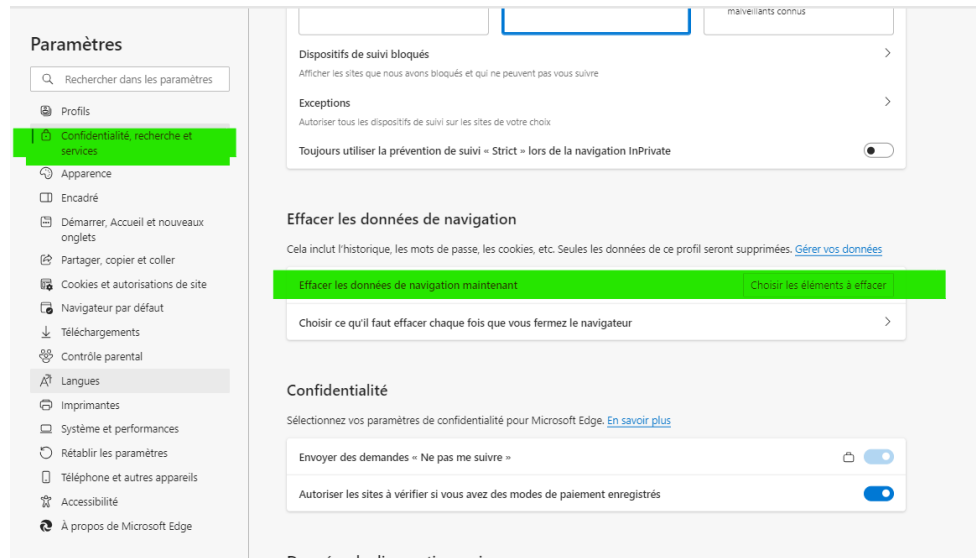 malveillants connus
Paramètres
Rechercher dans les paramètres
Profils
Confidentialité, recherche et
services
Apparence
Encadré
Démarrer, Accueil et nouveaux
onglets
Partager, copier et coller
Cookies et autorisations de site
Navigateur par défaut
Téléchargements
Contrôle parental
Langues
Imprimantes
Système et performances
Rétablir les paramètres
Téléphone et autres appareils
Accessibilité
À propos de Microsoft Edge
Dispositifs de suivi bloqués
Afficher les sites que nous avons bloqués et qui ne peuvent pas vous suivre
Exceptions
Autoriser tous les dispositifs de suivi sur les sites de votre choix
Toujours utiliser la prévention de suivi « Strict » lors de la navigation InPrivate
Effacer les données de navigation
Cela inclut l'historique, les mots de passe, les cookies, etc. Seules les données de ce profil seront supprimées. Gérer vos données
Effacer les données de navigation maintenant Choisir les éléments à effacer
Choisir ce qu'il faut effacer chaque fois que vous fermez le navigateur
Confidentialité
Sélectionnez vos paramètres de confidentialité pour Microsoft Edge. En savoir plus
Envoyer des demandes « Ne pas me suivre »
Autoriser les sites à vérifier si vous avez des modes de paiement enregistrés